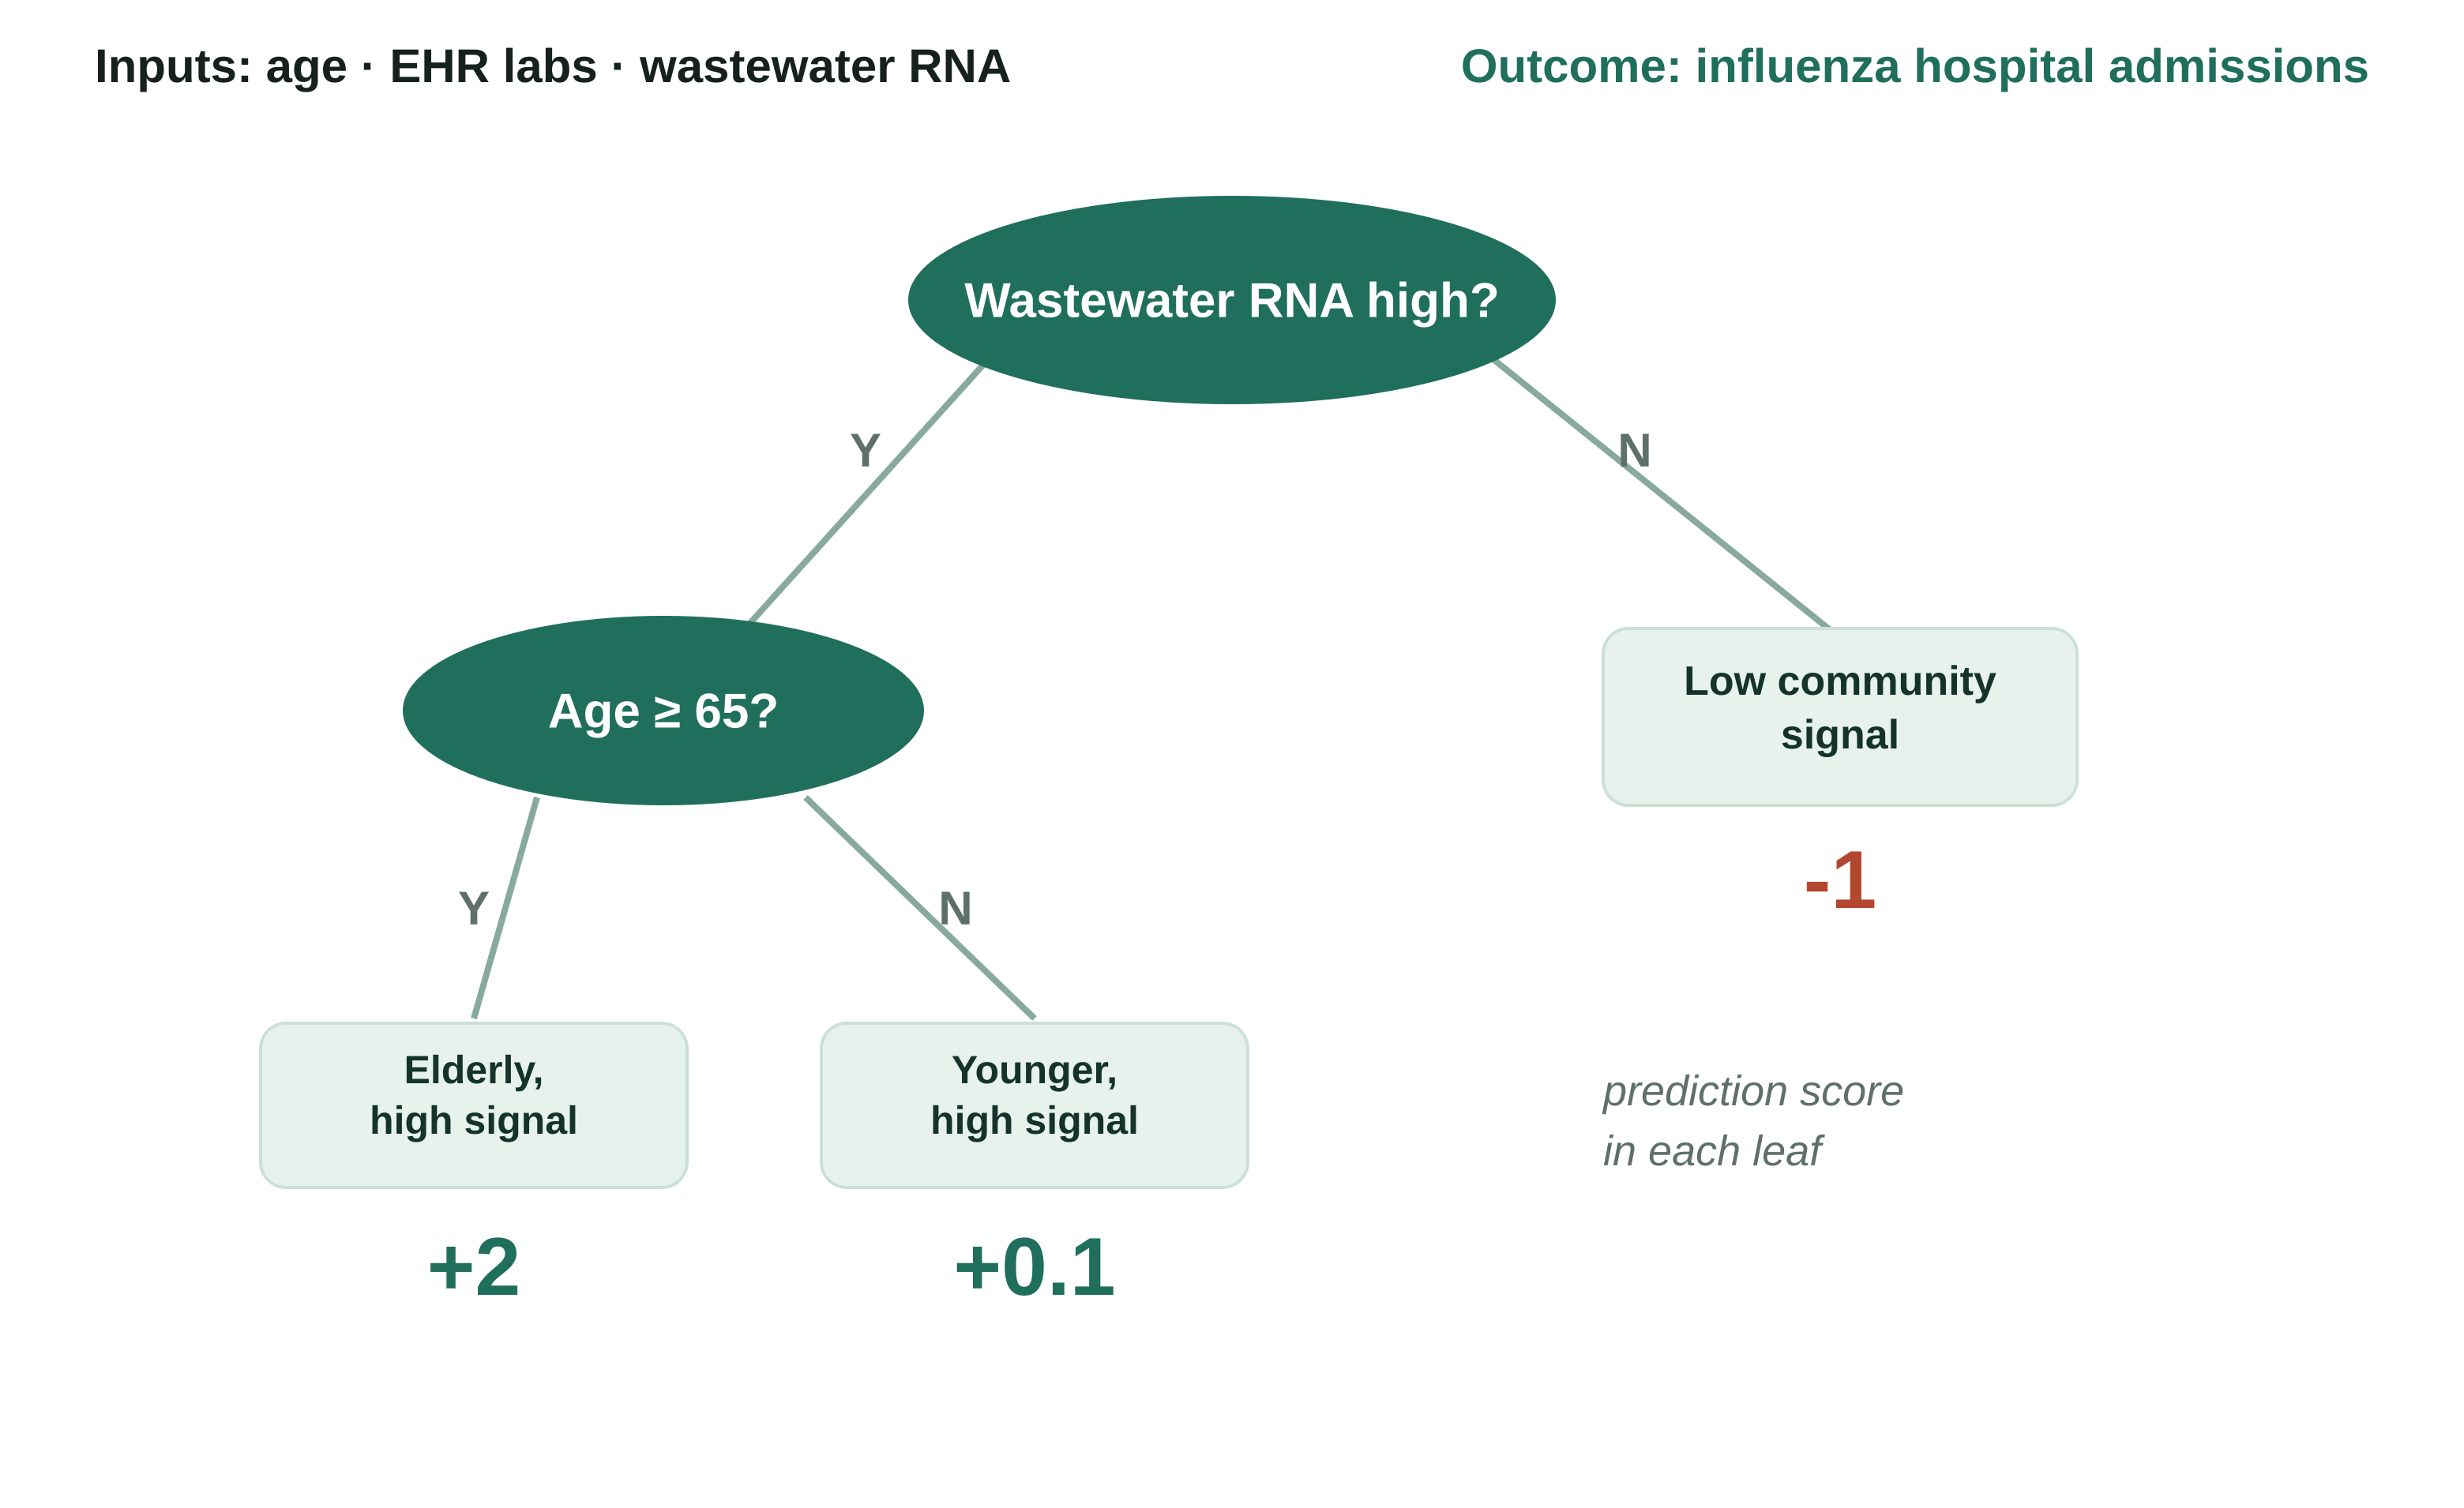 Inputs: age · EHR labs · wastewater RNA
Outcome: influenza hospital admissions
Wastewater RNA high?
Y
N
Age ≥ 65?
Low community
signal
-1
Y
N
Elderly,
high signal
+2
Younger,
high signal
+0.1
prediction score
in each leaf